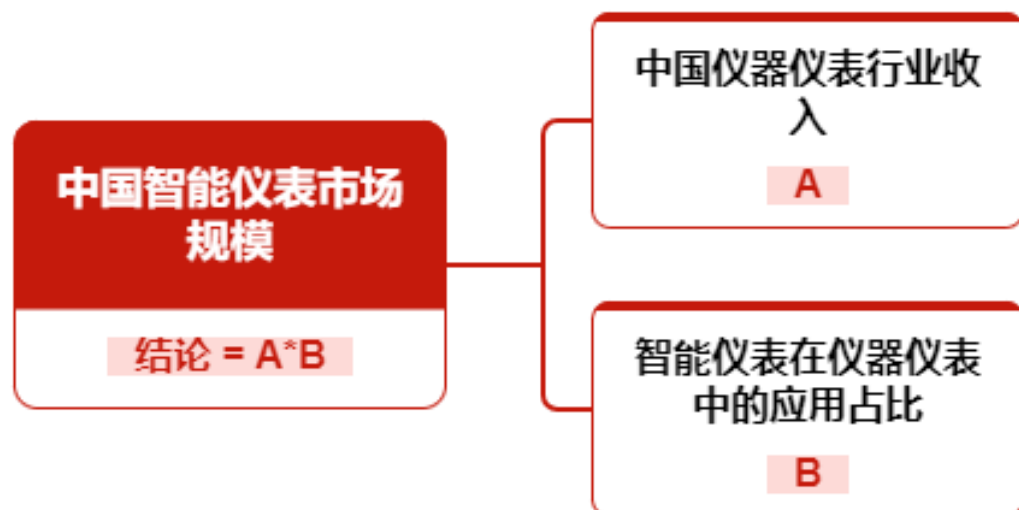 中国智能仪表市场
规模
结论 = A*B
中国仪器仪表行业收
入
A
智能仪表在仪器仪表
中的应用占比
B